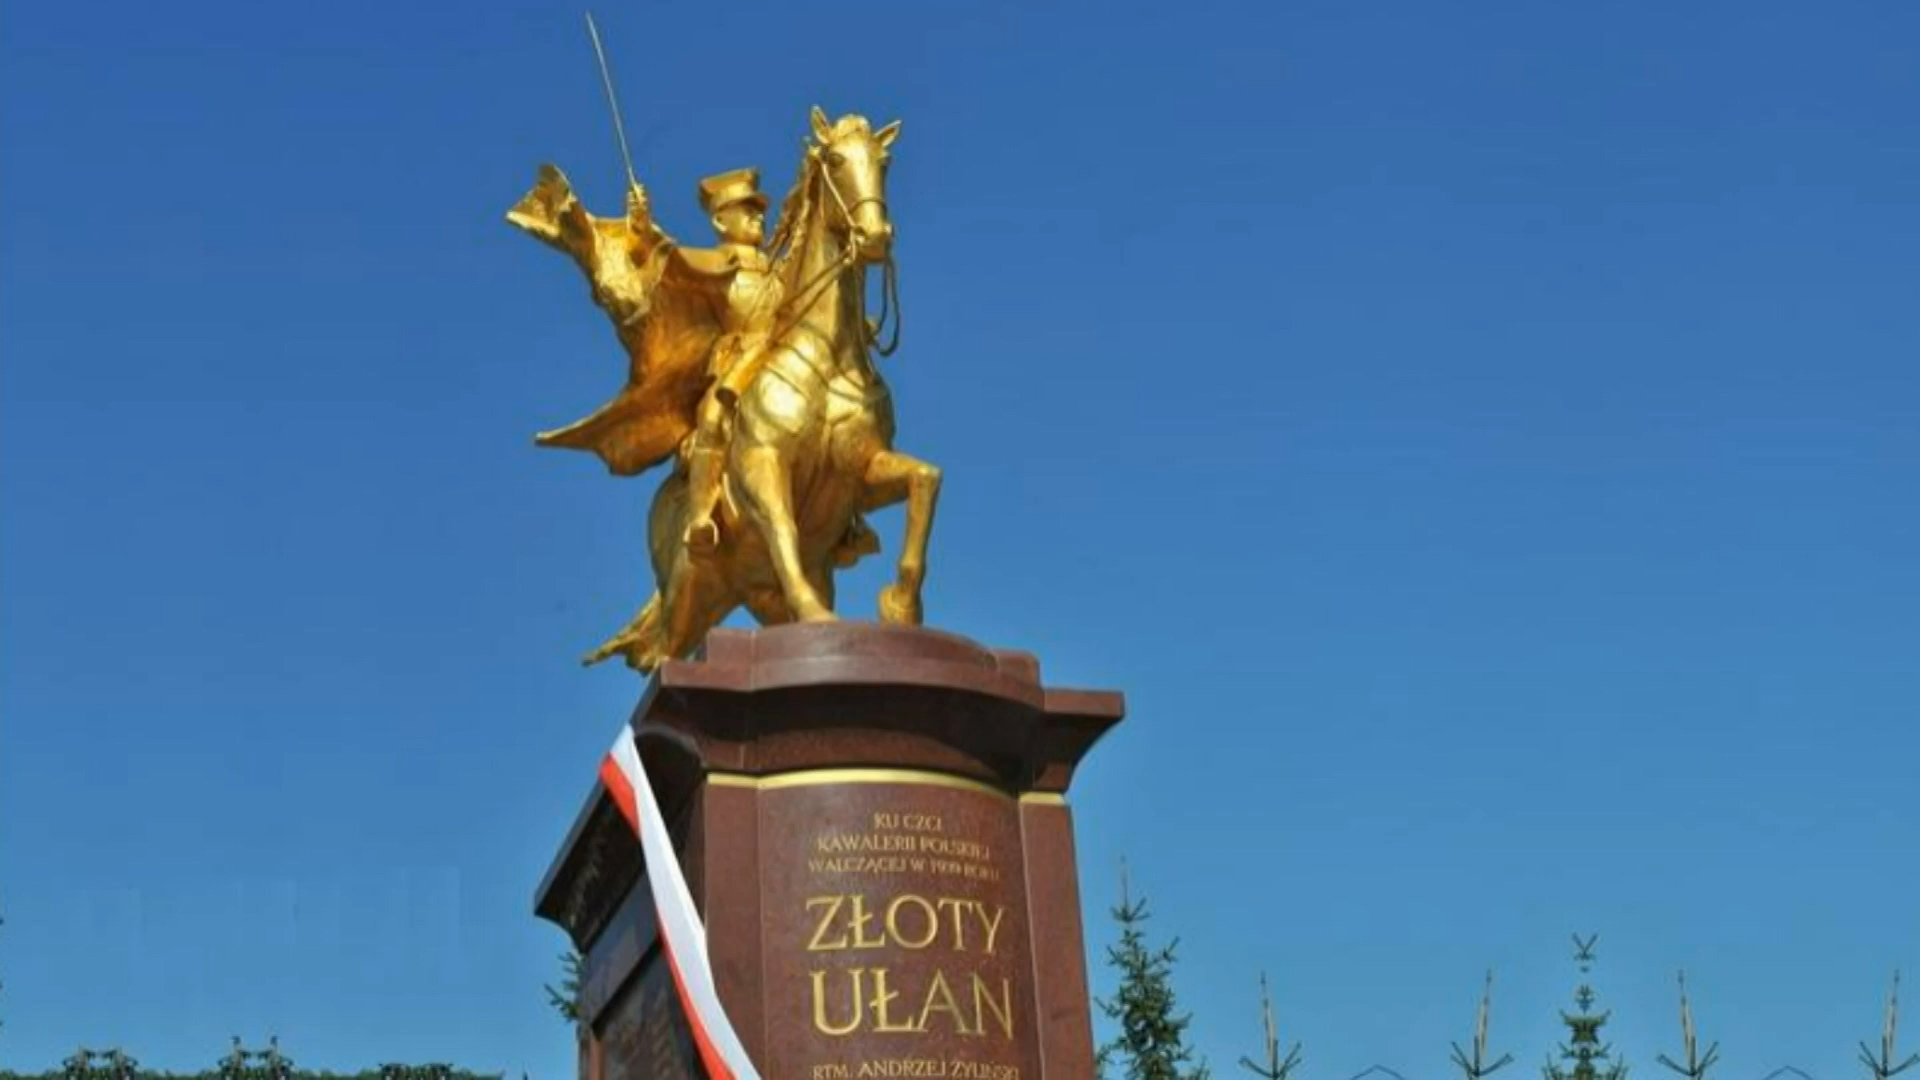 KU CZCI
KAWALERII POLSKIEJ
WALCZĄCEJ W 1939 ROKU
ZŁOTY
UŁAN
RTM. ANDRZEJ ŻYLIŃSKI